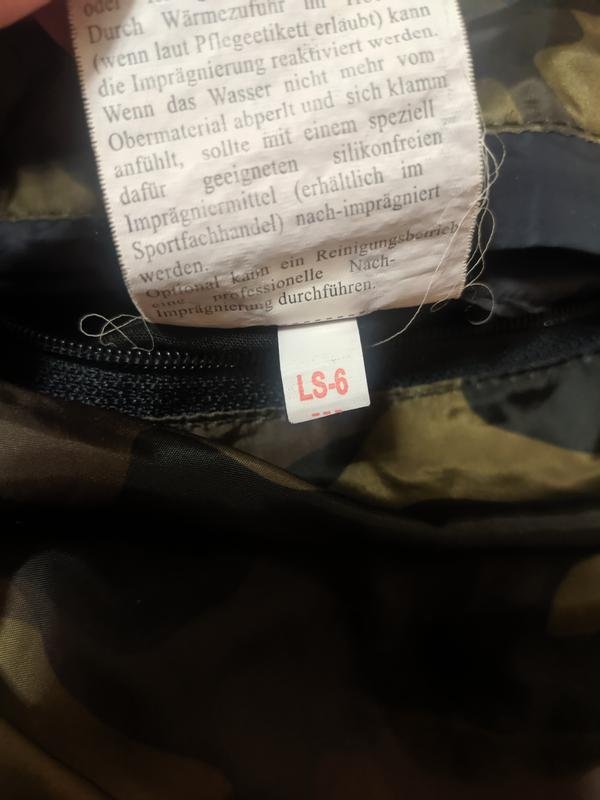 oder
Durch Wärmezufuhr im
(wenn laut Pflegeetikett erlaubt) kann
die Imprägnierung reaktiviert werden.
Wenn das Wasser nicht mehr vom
Obermaterial abperlt und sich klamm
anfühlt, sollte mit einem speziell
dafür geeigneten silikonfreien
Imprägniermittel (erhältlich im
Sportfachhandel) nach-imprägniert
werden.
Optional kann ein Reinigungsbetrieb
eine professionelle Nach-
Imprägnierung durchführen.
LS-6